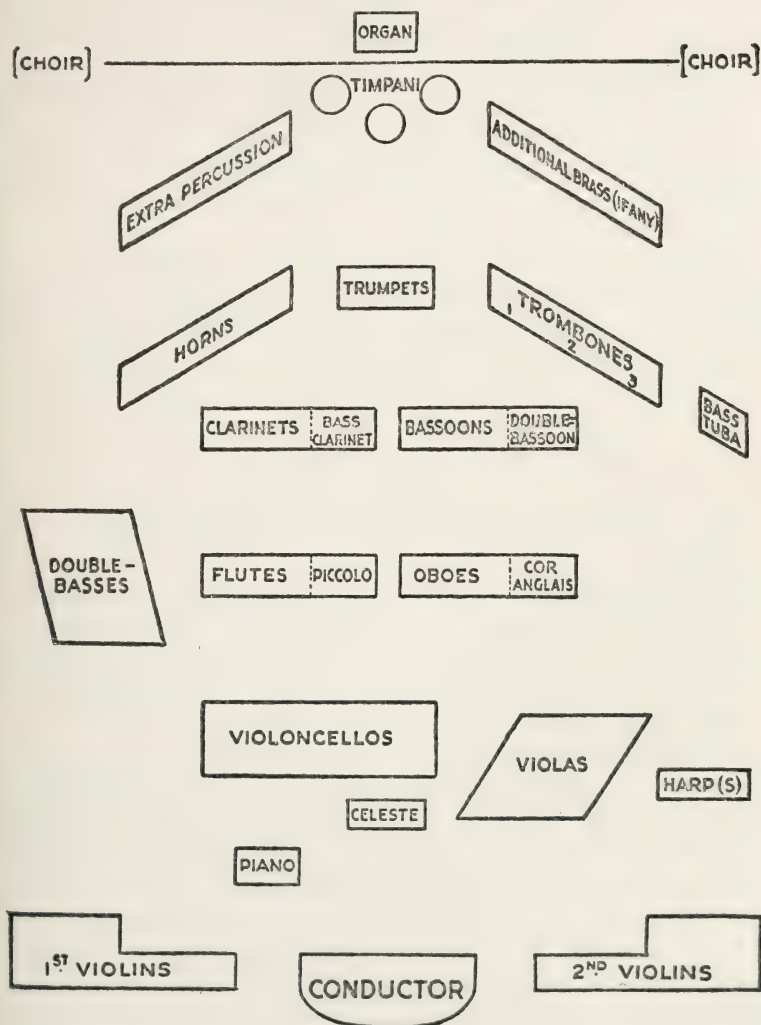 ORGAN
[CHOIR]
[CHOIR]
TIMPANI
EXTRA PERCUSSION
ADDITIONAL BRASS (IF ANY)
HORNS
TRUMPETS
TROMBONES
1 2 3
BASS
TUBA
CLARINETS
BASS
CLARINET
BASSOONS
DOUBLE-
BASSOON
DOUBLE-
BASSES
FLUTES
PICCOLO
OBOES
COR
ANGLAIS
VIOLONCELLOS
VIOLAS
HARP(S)
CELESTE
PIANO
1ST VIOLINS
CONDUCTOR
2ND VIOLINS